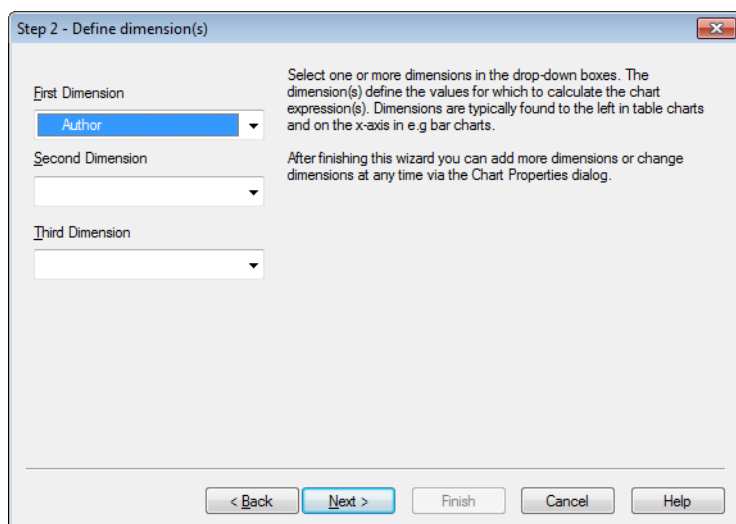 Step 2 - Define dimension(s)
First Dimension
Author
Second Dimension
Third Dimension
Select one or more dimensions in the drop-down boxes. The
dimension(s) define the values for which to calculate the chart
expression(s). Dimensions are typically found to the left in table charts
and on the x-axis in e.g bar charts.
After finishing this wizard you can add more dimensions or change
dimensions at any time via the Chart Properties dialog.
< Back
Next >
Finish
Cancel
Help